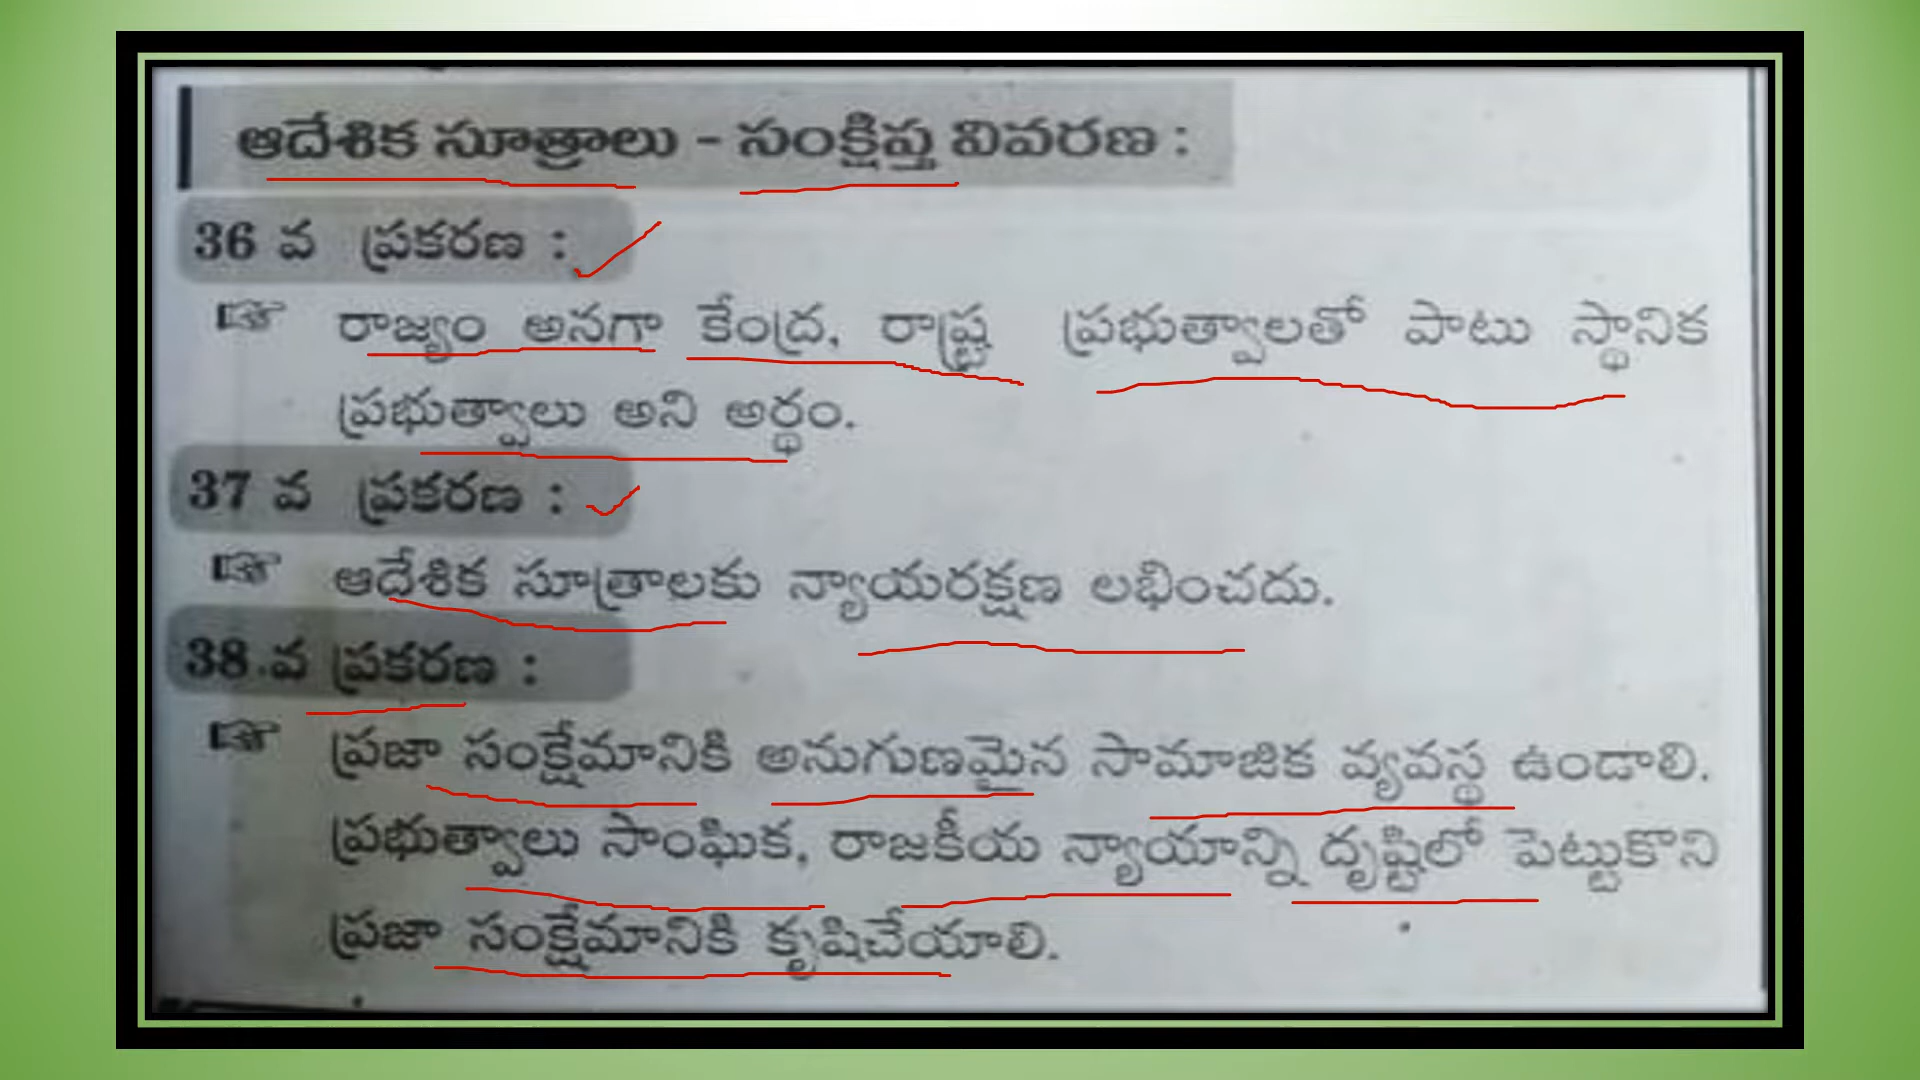 ఆదేశిక సూత్రాలు - సంక్షిప్త వివరణ :
36 వ ప్రకరణ :
రాజ్యం అనగా కేంద్ర, రాష్ట్ర ప్రభుత్వాలతో పాటు స్థానిక
ప్రభుత్వాలు అని అర్థం.
37 వ ప్రకరణ :
ఆదేశిక సూత్రాలకు న్యాయరక్షణ లభించదు.
38 వ ప్రకరణ :
ప్రజా సంక్షేమానికి అనుగుణమైన సామాజిక వ్యవస్థ ఉండాలి.
ప్రభుత్వాలు సాంఘిక, రాజకీయ న్యాయాన్ని దృష్టిలో పెట్టుకొని
ప్రజా సంక్షేమానికి కృషిచేయాలి.